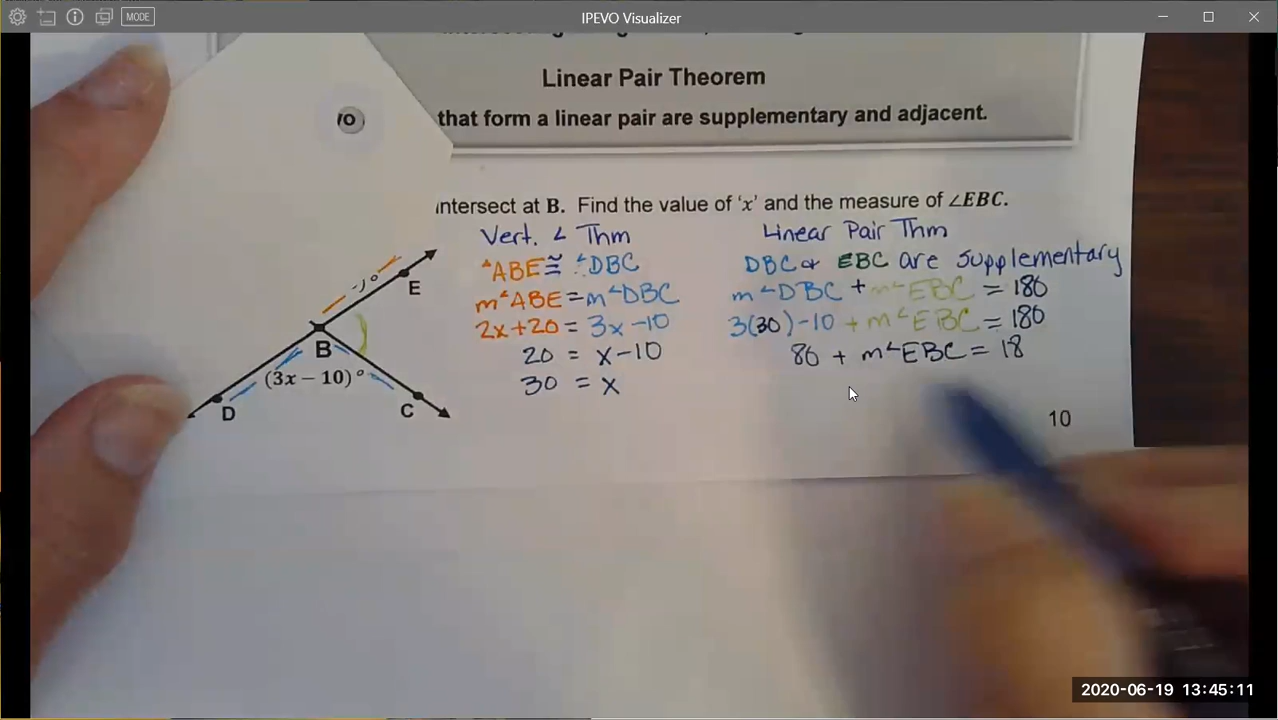 MODE
IPEVO Visualizer
Linear Pair Theorem
that form a linear pair are supplementary and adjacent.
intersect at B. Find the value of ‘x’ and the measure of ∠EBC.
Vert. ∠ Thm
∠ABE ≅ ∠DBC
m∠ABE = m∠DBC
2x+20 = 3x-10
20 = x-10
30 = x
Linear Pair Thm
DBC & EBC are supplementary
m∠DBC + m∠EBC = 180
3(30)-10 + m∠EBC = 180
80 + m∠EBC = 18
E
B
(3x – 10)°
D
C
10
2020-06-19 13:45:11